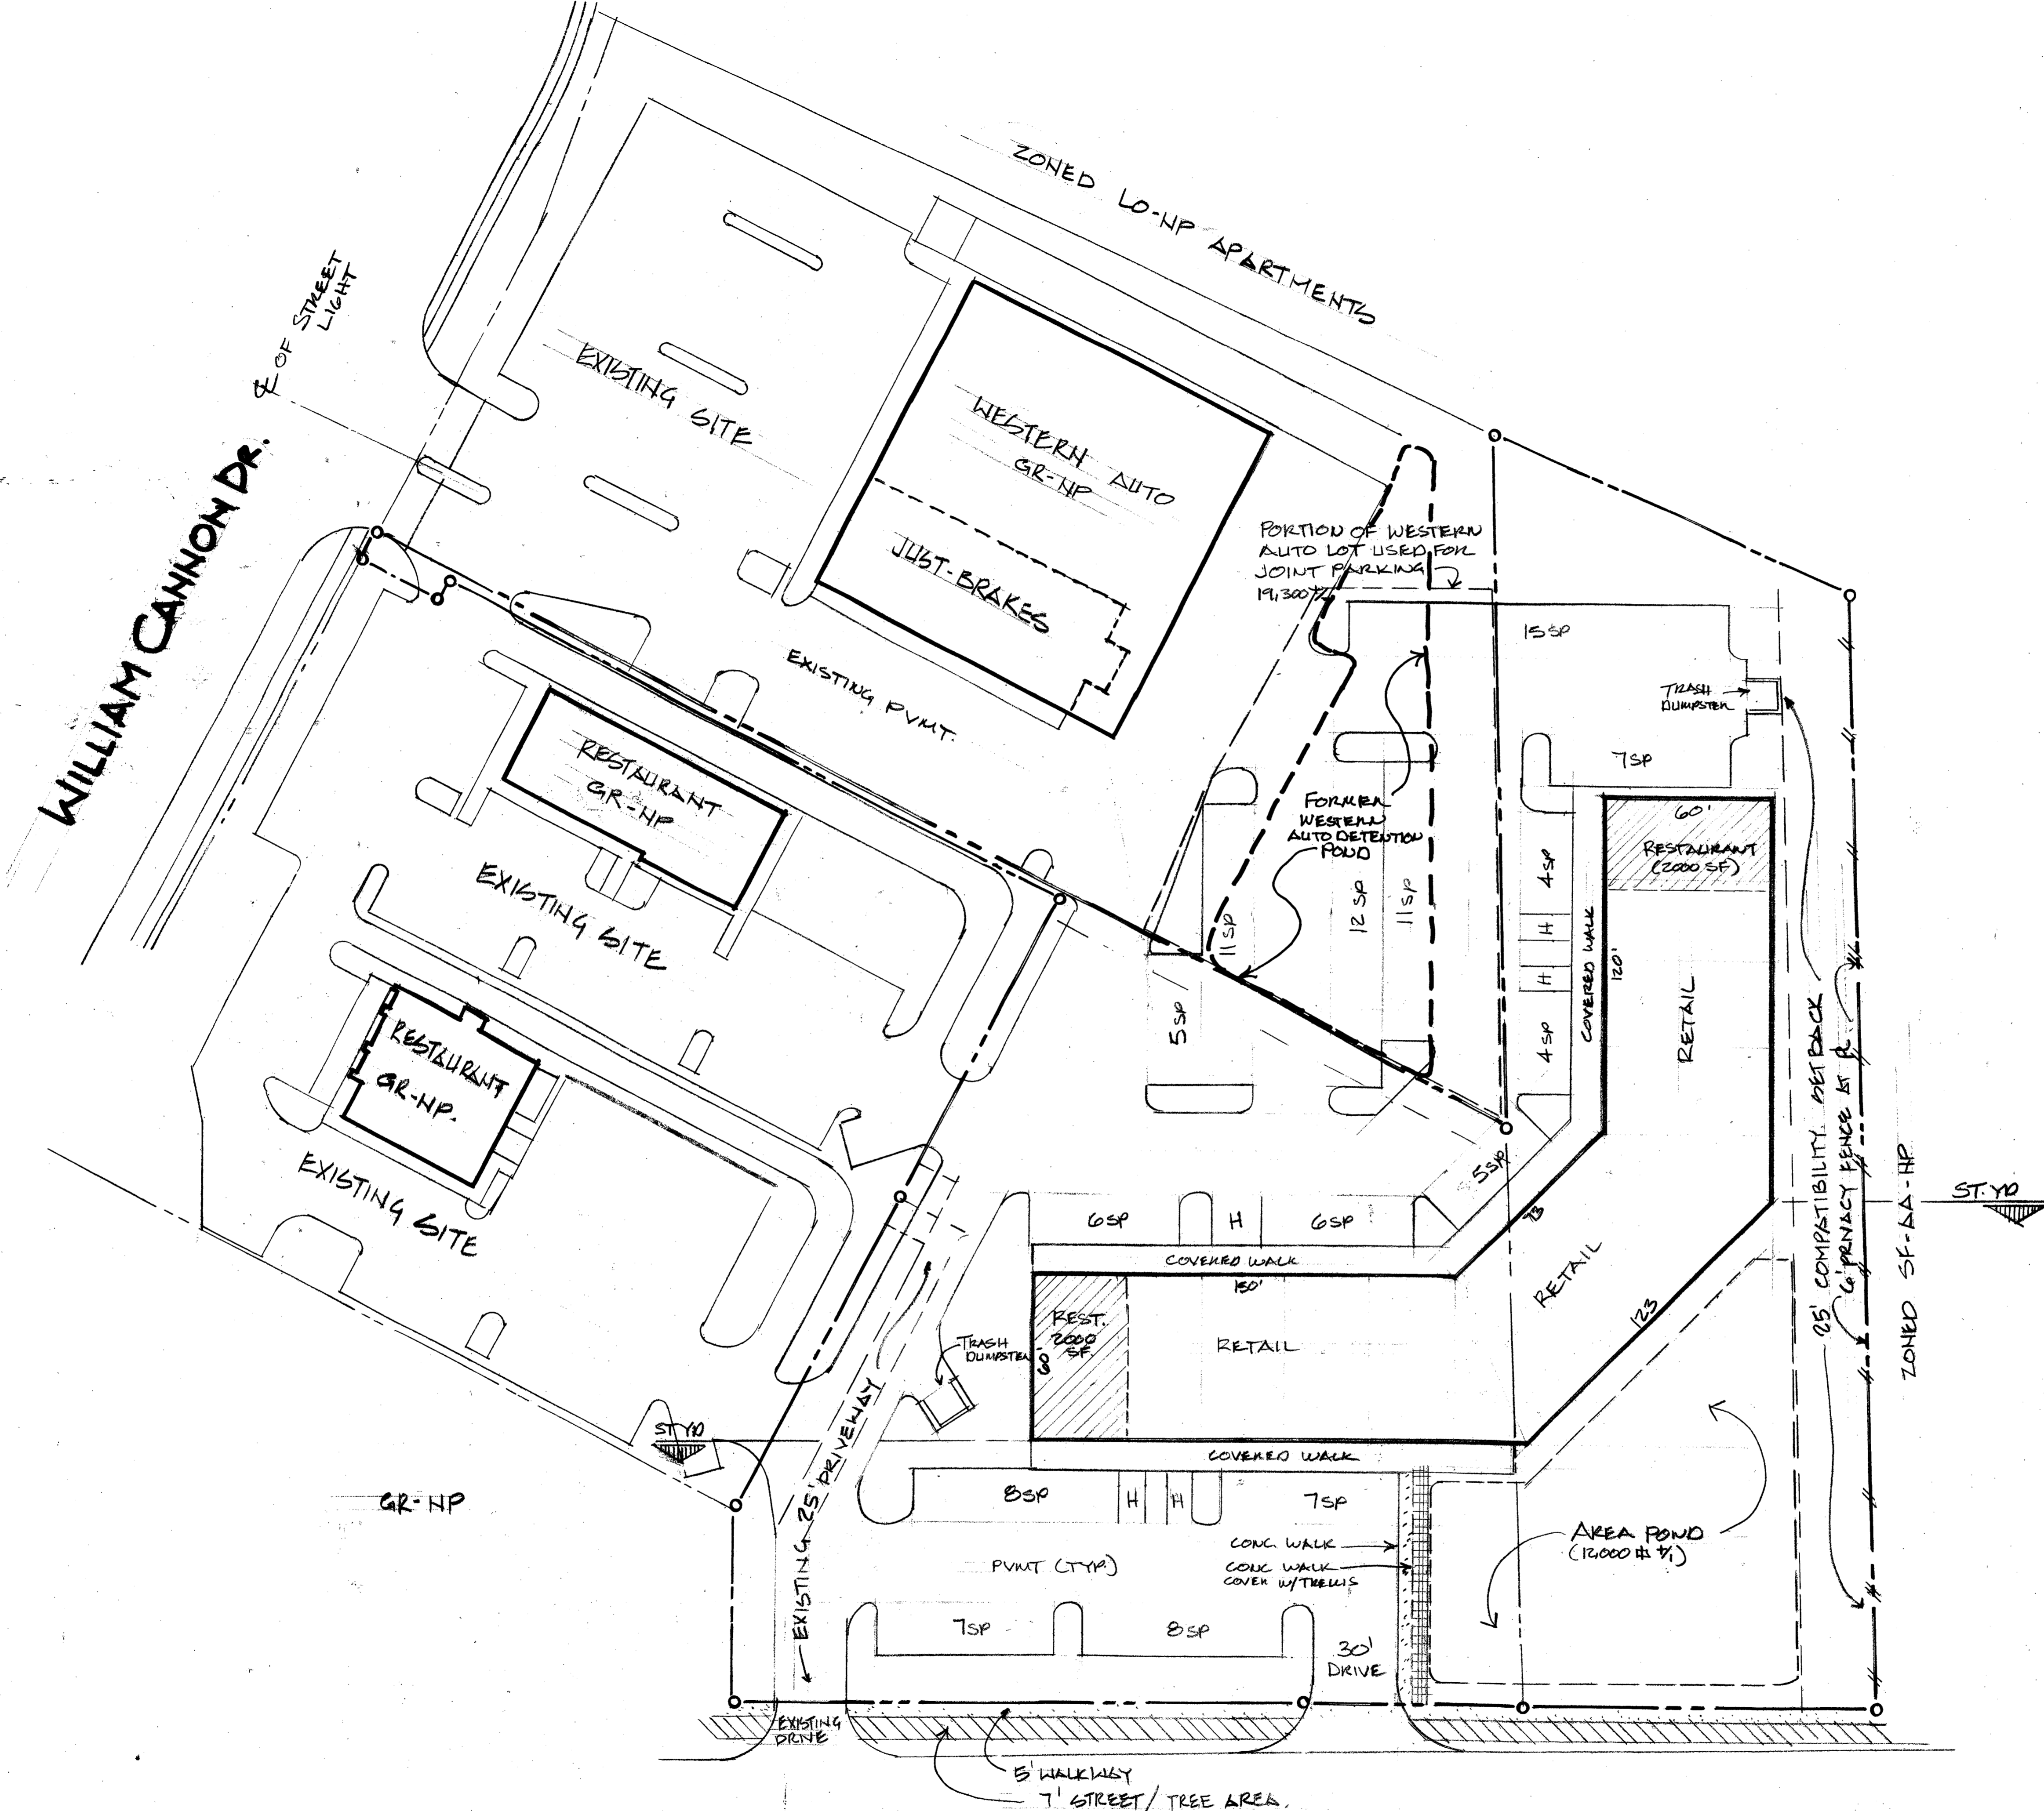 ZONED LO-NP APARTMENTS
℄ OF STREET
LIGHT
WILLIAM CANNON DR.
EXISTING SITE
WESTERN AUTO
GR-NP
JUST-BRAKES
EXISTING PVMT.
PORTION OF WESTERN
AUTO LOT USED FOR
JOINT PARKING
19,300
15 SP
TRASH
DUMPSTER
7 SP
RESTAURANT
GR-NP
EXISTING SITE
FORMER
WESTERN
AUTO DETENTION
POND
60'
RESTAURANT
(2000 SF)
4 SP
H
H
4 SP
COVERED WALK
120'
RETAIL
11 SP
12 SP
11 SP
5 SP
RESTAURANT
GR-NP.
EXISTING SITE
5 SP
6 SP
H
6 SP
COVERED WALK
150'
73
RETAIL
123
REST.
2000
SF.
60'
RETAIL
TRASH
DUMPSTER
25' COMPATIBILITY SETBACK
6' PRIVACY FENCE AT ⅊
ZONED SF-AA-NP
ST. YD
ST. YD
GR-NP
COVERED WALK
8 SP
H
H
7 SP
EXISTING 25' DRIVEWAY
PVMT (TYP.)
CONC. WALK
CONC WALK
COVER W/TRELLIS
AREA POND
(12,000 ⌗ +/-)
7 SP
8 SP
30'
DRIVE
EXISTING
DRIVE
5' WALKWAY
7' STREET/ TREE AREA.